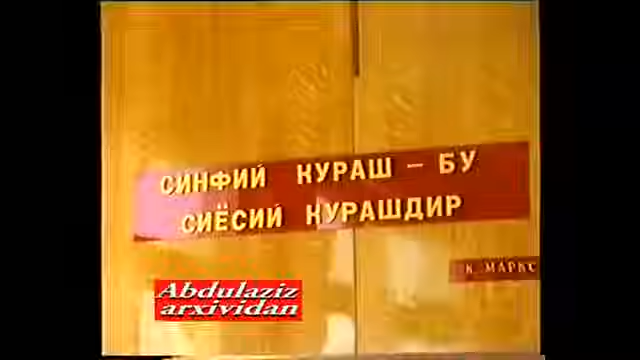 СИНФИЙ КУРАШ – БУ
СИЁСИЙ КУРАШДИР
К. МАРКС
Abdulaziz
arxividan